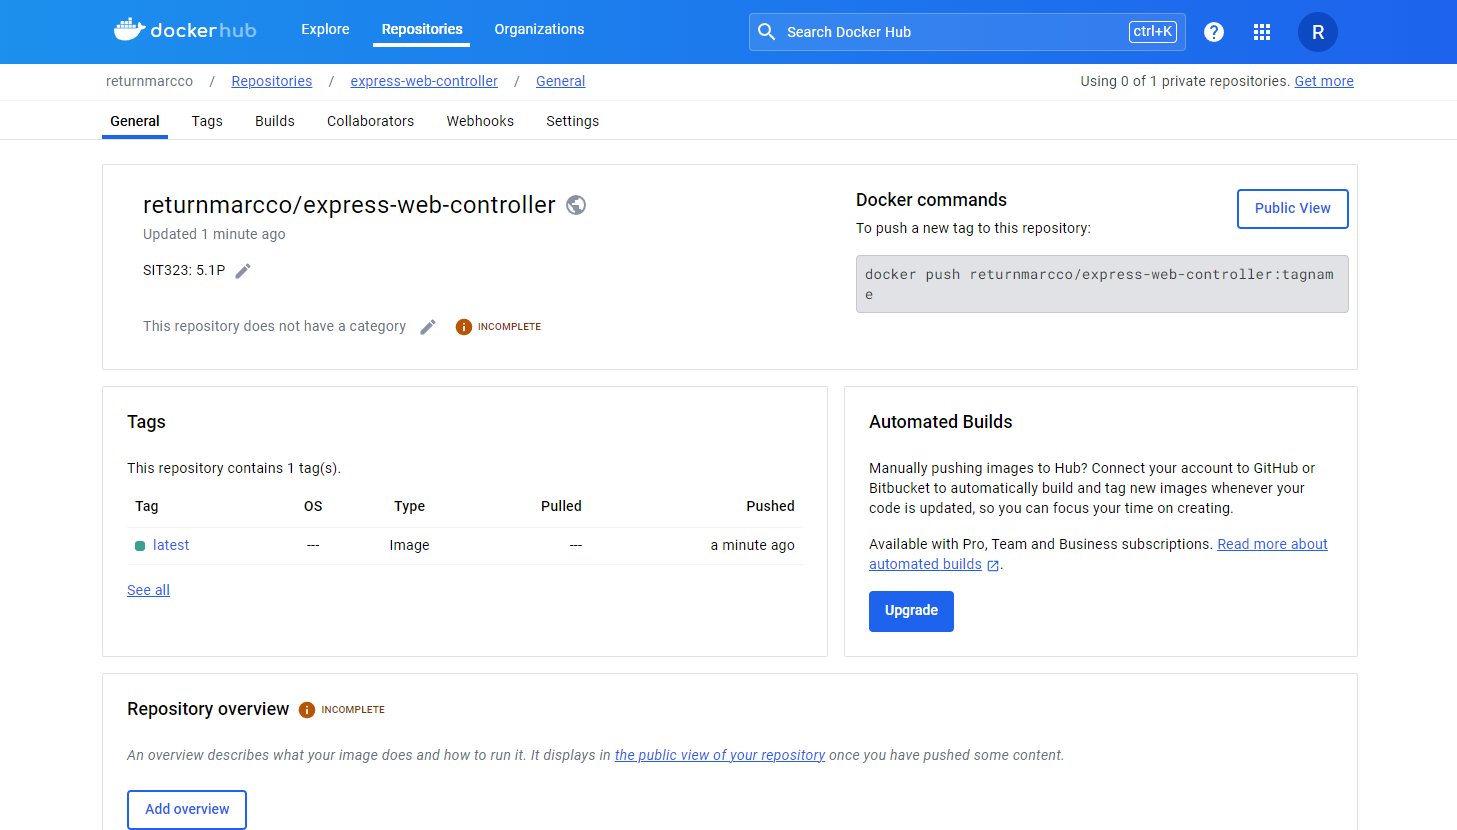 dockerhub
Explore
Repositories
Organizations
Search Docker Hub
ctrl+K
?
R
returnmarcco / Repositories / express-web-controller / General
Using 0 of 1 private repositories. Get more
General
Tags
Builds
Collaborators
Webhooks
Settings
returnmarcco/express-web-controller
Updated 1 minute ago
SIT323: 5.1P
This repository does not have a category
INCOMPLETE
Docker commands
Public View
To push a new tag to this repository:
docker push returnmarcco/express-web-controller:tagnam
e
Tags
This repository contains 1 tag(s).
Tag OS Type Pulled Pushed
latest --- Image --- a minute ago
See all
Automated Builds
Manually pushing images to Hub? Connect your account to GitHub or
Bitbucket to automatically build and tag new images whenever your
code is updated, so you can focus your time on creating.
Available with Pro, Team and Business subscriptions. Read more about
automated builds.
Upgrade
Repository overview
INCOMPLETE
An overview describes what your image does and how to run it. It displays in the public view of your repository once you have pushed some content.
Add overview